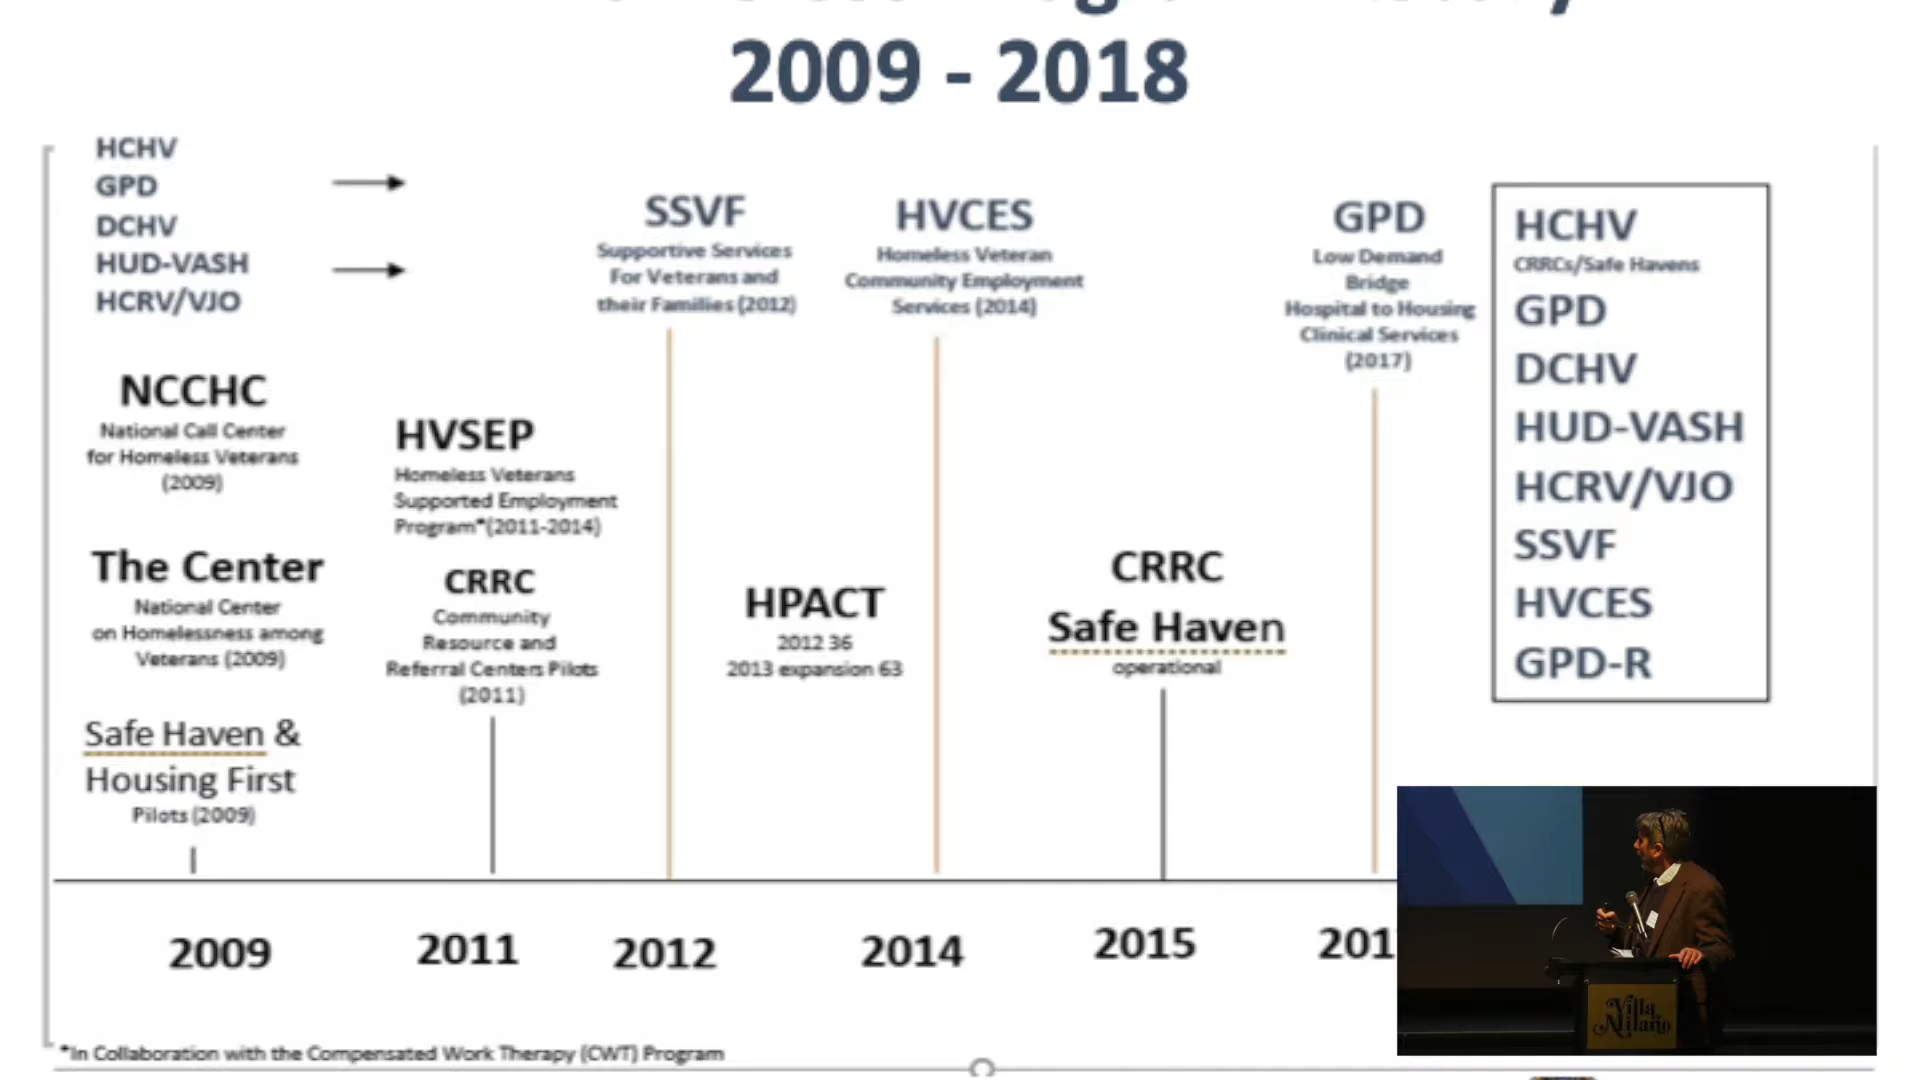 2009 - 2018
HCHV
GPD
DCHV
HUD-VASH
HCRV/VJO
NCCHC
National Call Center
for Homeless Veterans
(2009)
The Center
National Center
on Homelessness among
Veterans (2009)
Safe Haven &
Housing First
Pilots (2009)
HVSEP
Homeless Veterans
Supported Employment
Program*(2011-2014)
CRRC
Community
Resource and
Referral Centers Pilots
(2011)
SSVF
Supportive Services
For Veterans and
their Families (2012)
HPACT
2012 36
2013 expansion 63
HVCES
Homeless Veteran
Community Employment
Services (2014)
CRRC
Safe Haven
operational
GPD
Low Demand
Bridge
Hospital to Housing
Clinical Services
(2017)
HCHV
CRRCs/Safe Havens
GPD
DCHV
HUD-VASH
HCRV/VJO
SSVF
HVCES
GPD-R
2009
2011
2012
2014
2015
201
*In Collaboration with the Compensated Work Therapy (CWT) Program
Villa
Milano